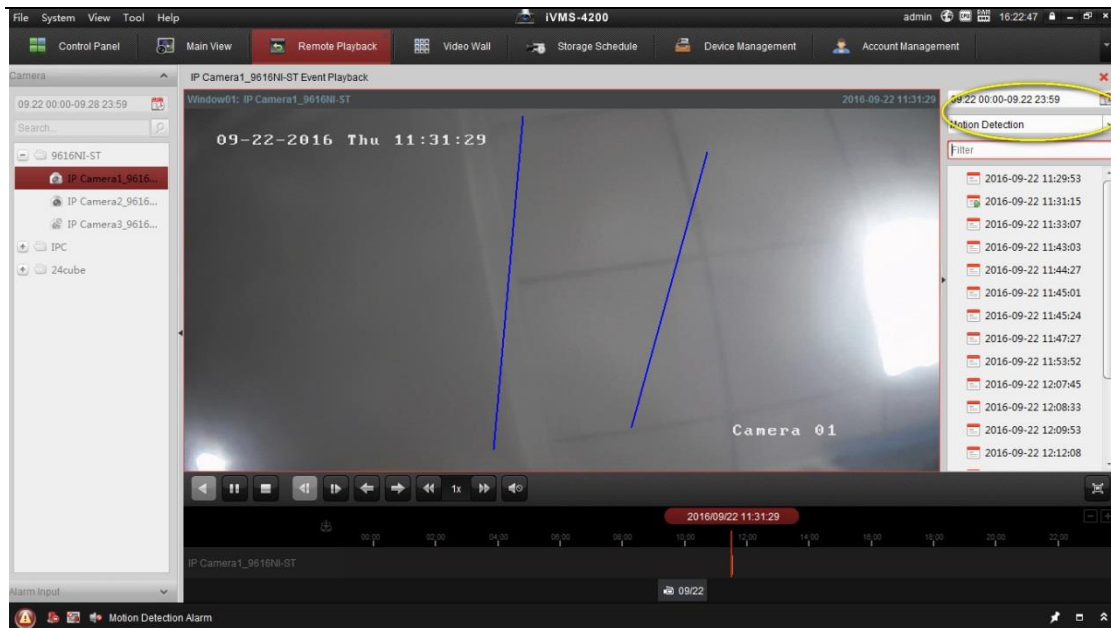 File System View Tool Help iVMS-4200 admin 16:22:47
Control Panel Main View Remote Playback Video Wall Storage Schedule Device Management Account Management
Camera
09.22 00:00-09.28 23:59
Search...
9616NI-ST
IP Camera1_9616...
IP Camera2_9616...
IP Camera3_9616...
IPC
24cube
Alarm Input
IP Camera1_9616NI-ST Event Playback
Window01: IP Camera1_9616NI-ST 2016-09-22 11:31:29
09-22-2016 Thu 11:31:29
Camera 01
09.22 00:00-09.22 23:59
Motion Detection
Filter
2016-09-22 11:29:53
2016-09-22 11:31:15
2016-09-22 11:33:07
2016-09-22 11:43:03
2016-09-22 11:44:27
2016-09-22 11:45:01
2016-09-22 11:45:24
2016-09-22 11:47:27
2016-09-22 11:53:52
2016-09-22 12:07:45
2016-09-22 12:08:33
2016-09-22 12:09:53
2016-09-22 12:12:08
1x
2016/09/22 11:31:29
00:00 02:00 04:00 06:00 08:00 10:00 12:00 14:00 16:00 18:00 20:00 22:00
IP Camera1_9616NI-ST
09/22
Motion Detection Alarm